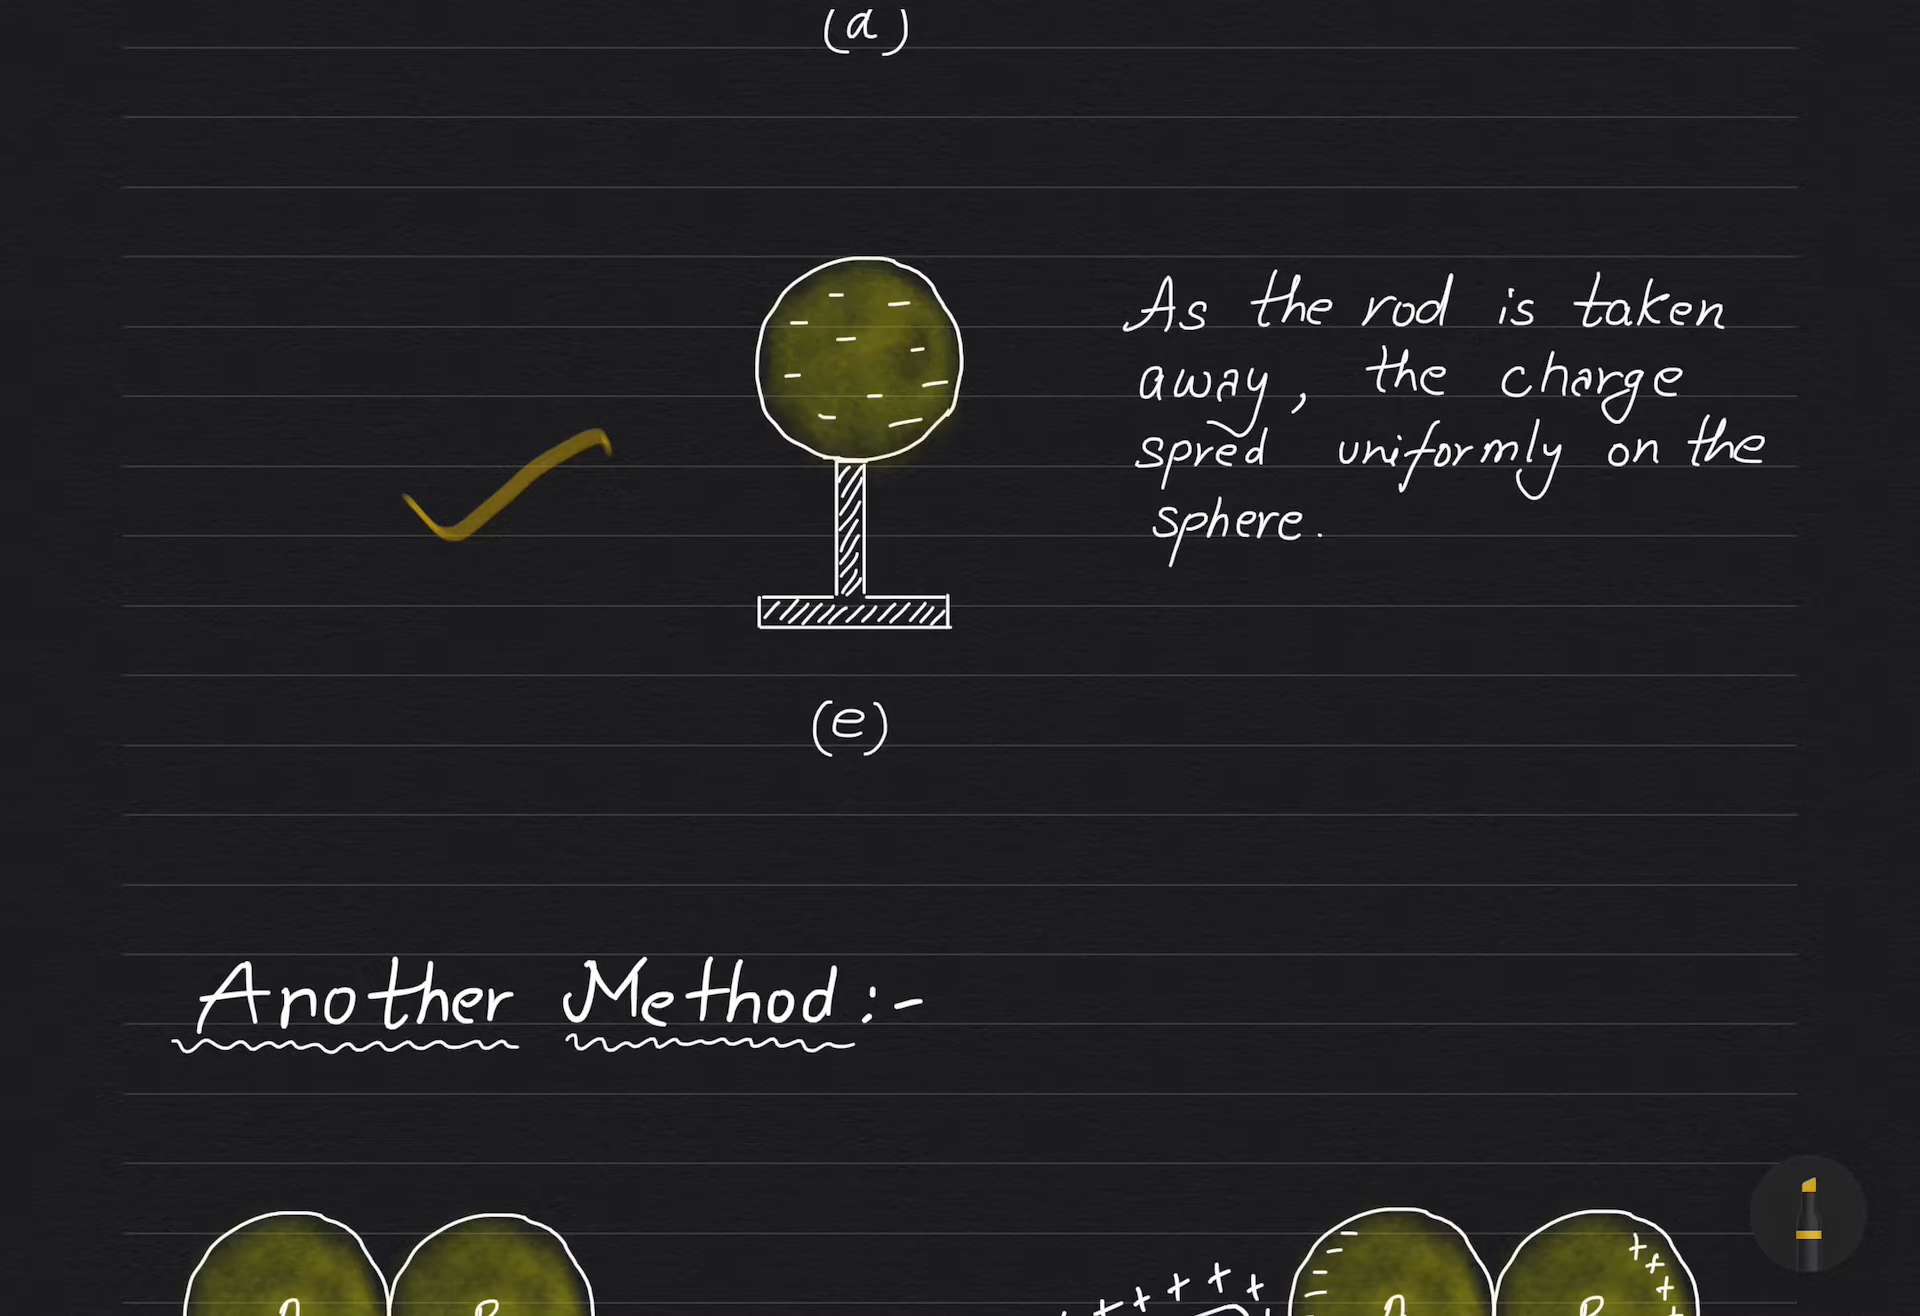 (d)
As the rod is taken
away, the charge
spred uniformly on the
sphere.
(e)
Another Method :-